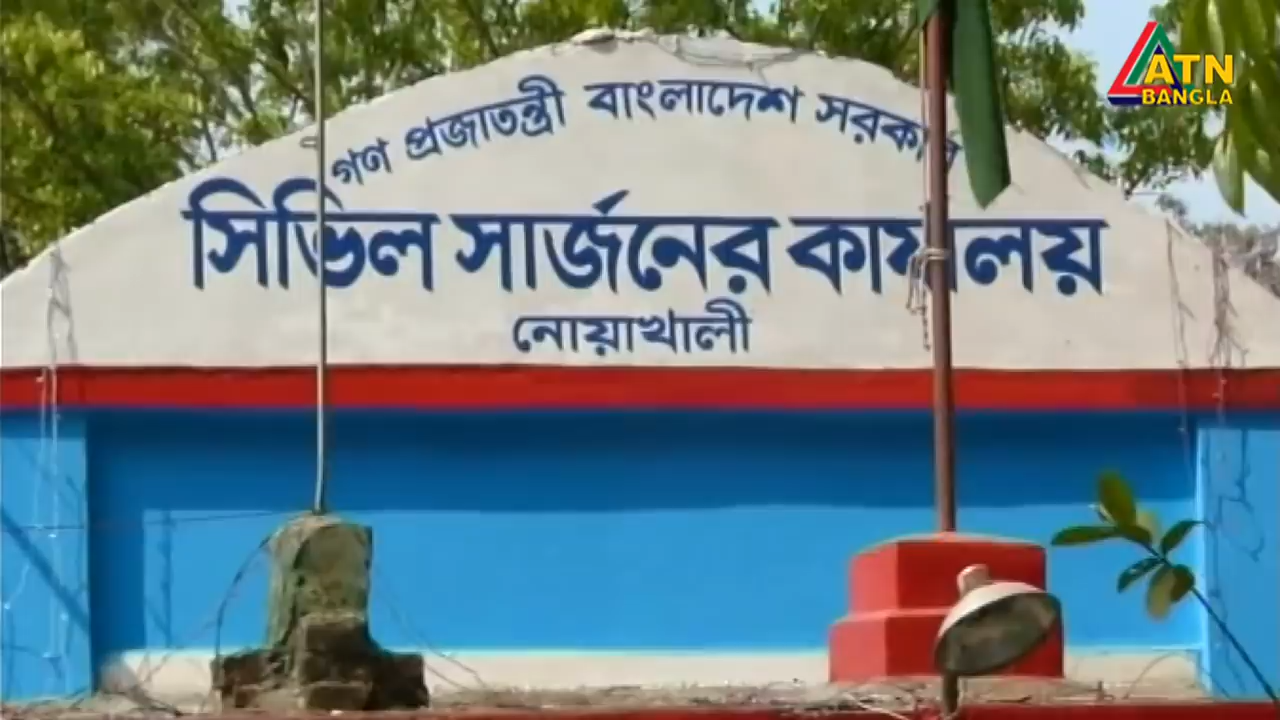 গণ প্রজাতন্ত্রী বাংলাদেশ সরকার
সিভিল সার্জনের কার্যালয়
নোয়াখালী
ATN
BANGLA